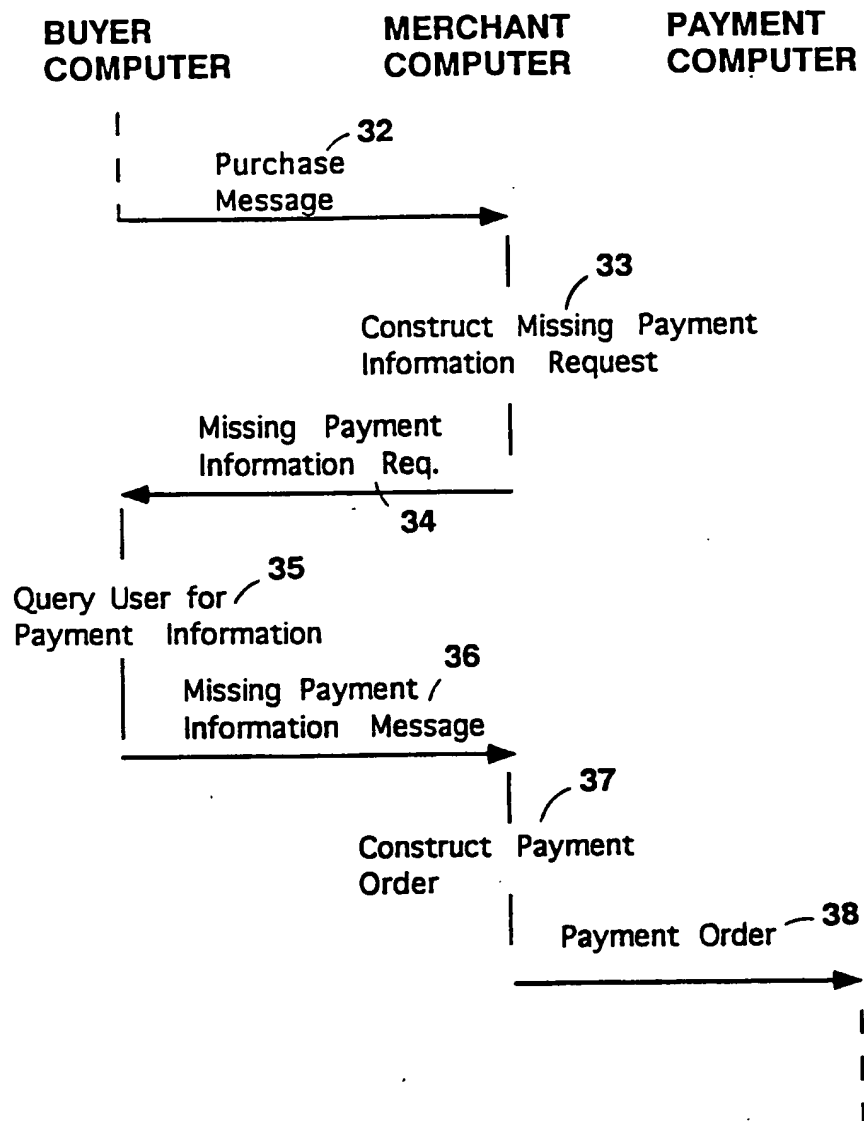 BUYER COMPUTER
MERCHANT COMPUTER
PAYMENT COMPUTER
32
Purchase
Message
33
Construct Missing Payment
Information Request
Missing Payment
Information Req.
34
35
Query User for
Payment Information
36
Missing Payment
Information Message
37
Construct Payment
Order
Payment Order 38